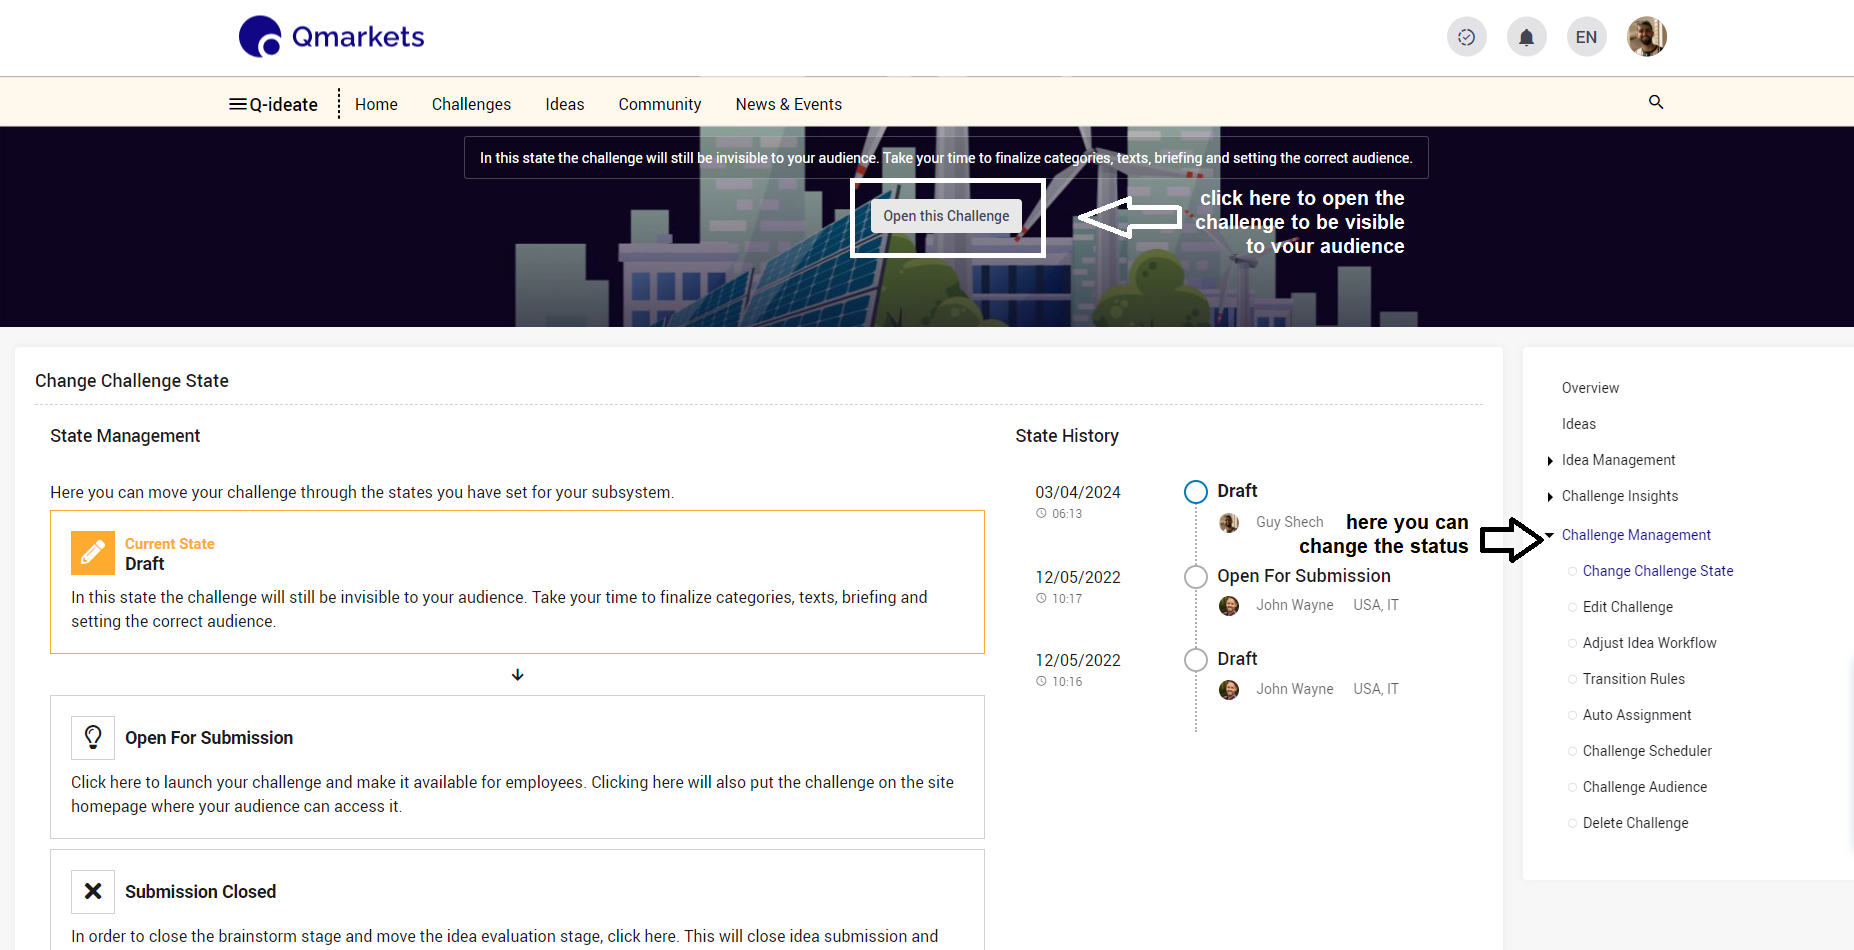 Qmarkets
EN
Q-ideate
Home
Challenges
Ideas
Community
News & Events
In this state the challenge will still be invisible to your audience. Take your time to finalize categories, texts, briefing and setting the correct audience.
Open this Challenge
click here to open the
challenge to be visible
to your audience
Change Challenge State
State Management
Here you can move your challenge through the states you have set for your subsystem.
Current State
Draft
In this state the challenge will still be invisible to your audience. Take your time to finalize categories, texts, briefing and
setting the correct audience.
Open For Submission
Click here to launch your challenge and make it available for employees. Clicking here will also put the challenge on the site
homepage where your audience can access it.
Submission Closed
In order to close the brainstorm stage and move the idea evaluation stage, click here. This will close idea submission and
State History
03/04/2024
06:13
Draft
Guy Shech
12/05/2022
10:17
Open For Submission
John Wayne USA, IT
12/05/2022
10:16
Draft
John Wayne USA, IT
here you can
change the status
Overview
Ideas
Idea Management
Challenge Insights
Challenge Management
Change Challenge State
Edit Challenge
Adjust Idea Workflow
Transition Rules
Auto Assignment
Challenge Scheduler
Challenge Audience
Delete Challenge